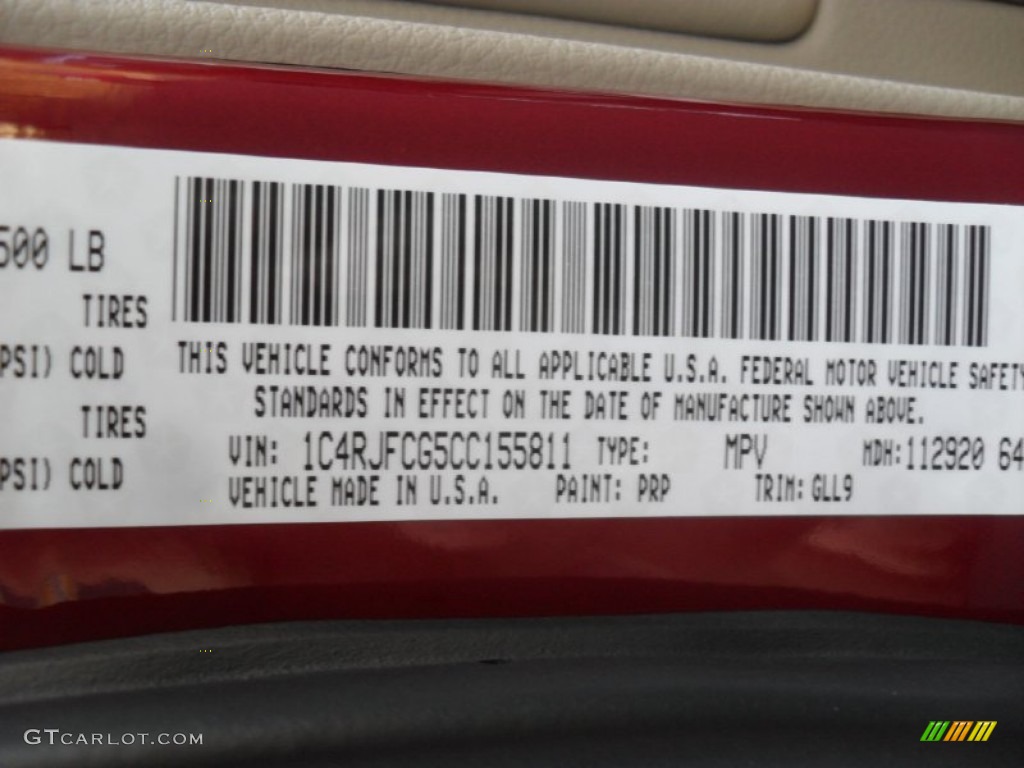 500 LB
TIRES
PSI) COLD
TIRES
PSI) COLD
THIS VEHICLE CONFORMS TO ALL APPLICABLE U.S.A. FEDERAL MOTOR VEHICLE SAFETY
STANDARDS IN EFFECT ON THE DATE OF MANUFACTURE SHOWN ABOVE.
VIN: 1C4RJFCG5CC155811 TYPE: MPV MDH:112920 64
VEHICLE MADE IN U.S.A. PAINT: PRP TRIM: GLL9
GTCARLOT.COM